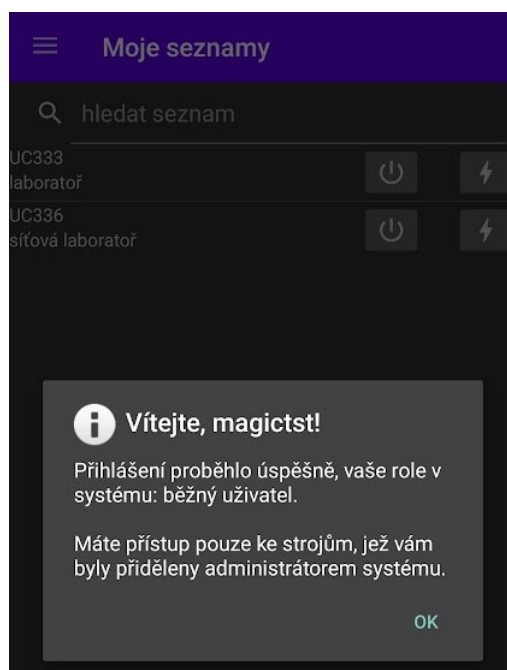 Moje seznamy
hledat seznam
UC333
laboratoř
UC336
síťová laboratoř
Vítejte, magictst!
Přihlášení proběhlo úspěšně, vaše role v
systému: běžný uživatel.
Máte přístup pouze ke strojům, jež vám
byly přiděleny administrátorem systému.
OK